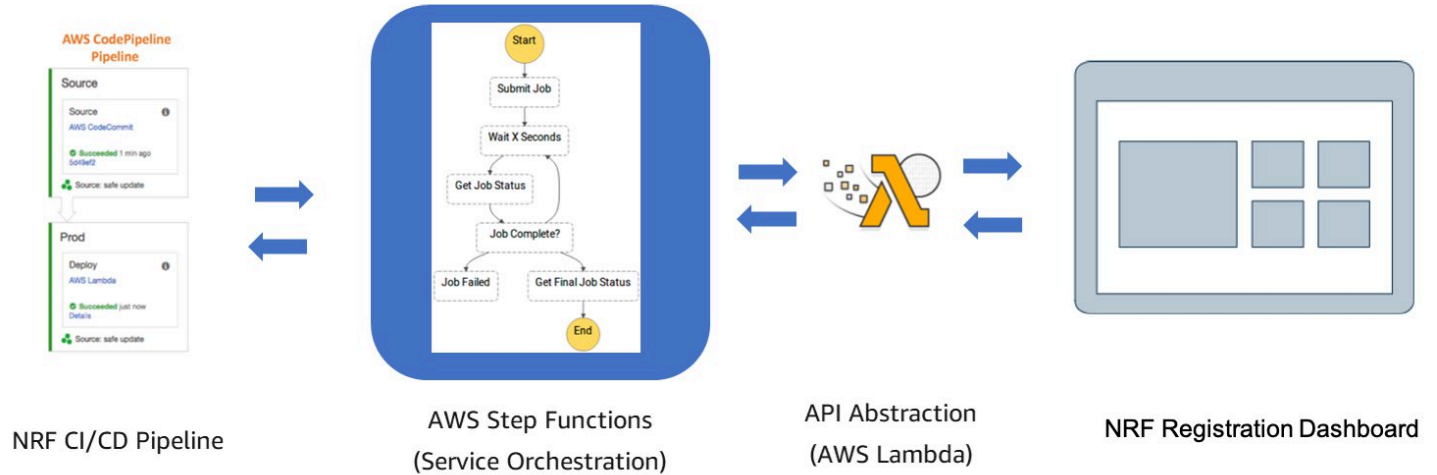 AWS CodePipeline
Pipeline
Source
Source
AWS CodeCommit
Succeeded 1 min ago
5d49ef2
Source: safe update
Prod
Deploy
AWS Lambda
Succeeded just now
Details
Source: safe update
NRF CI/CD Pipeline
Start
Submit Job
Wait X Seconds
Get Job Status
Job Complete?
Job Failed
Get Final Job Status
End
AWS Step Functions
(Service Orchestration)
API Abstraction
(AWS Lambda)
NRF Registration Dashboard